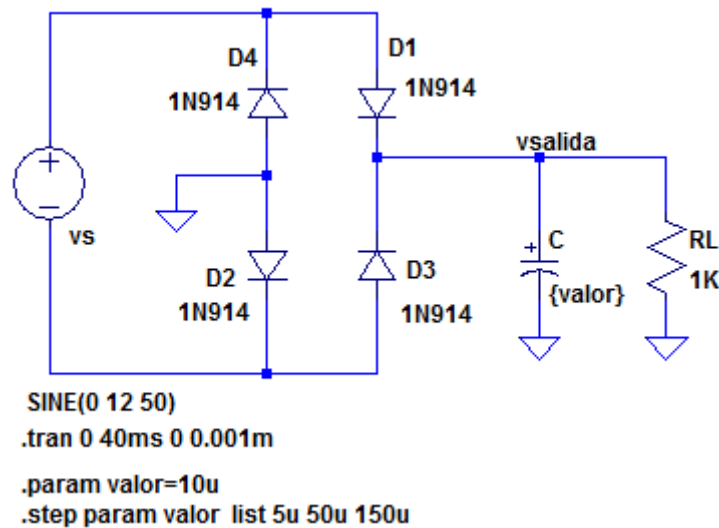 D1
D4
1N914
1N914
vsalida
+
−
vs
+
C
RL
D2
D3
{valor}
1K
1N914
1N914
SINE(0 12 50)
.tran 0 40ms 0 0.001m
.param valor=10u
.step param valor list 5u 50u 150u